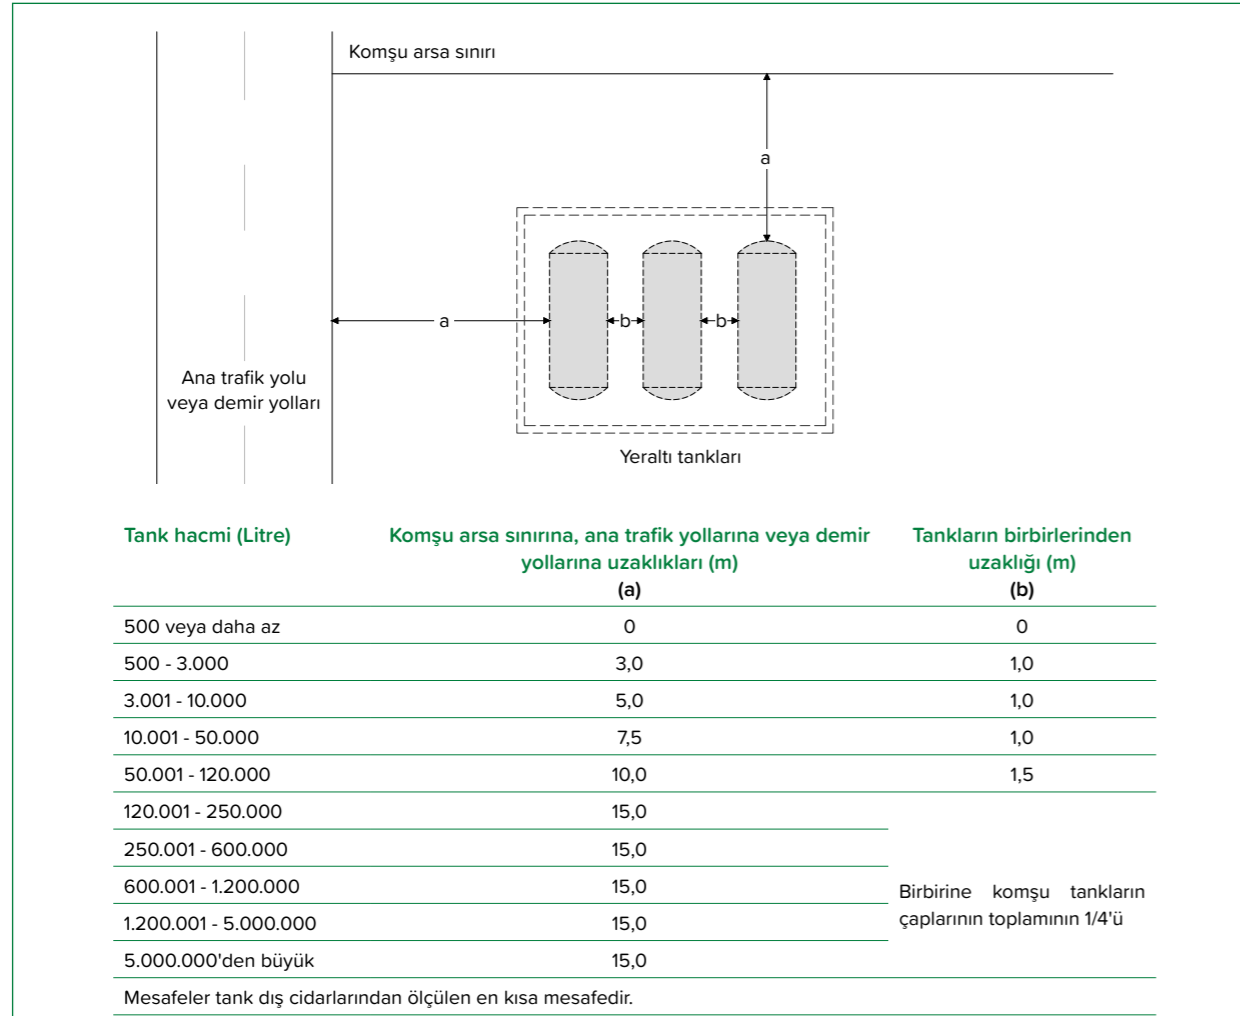 Komşu arsa sınırı
a
a
b
b
Ana trafik yolu
veya demir yolları
Yeraltı tankları
Tank hacmi (Litre)
Komşu arsa sınırına, ana trafik yollarına veya demir
yollarına uzaklıkları (m)
(a)
Tankların birbirlerinden
uzaklığı (m)
(b)
500 veya daha az 0 0
500 - 3.000 3,0 1,0
3.001 - 10.000 5,0 1,0
10.001 - 50.000 7,5 1,0
50.001 - 120.000 10,0 1,5
120.001 - 250.000 15,0
250.001 - 600.000 15,0
600.001 - 1.200.000 15,0
1.200.001 - 5.000.000 15,0
5.000.000'den büyük 15,0
Birbirine komşu tankların
çaplarının toplamının 1/4'ü
Mesafeler tank dış cidarlarından ölçülen en kısa mesafedir.